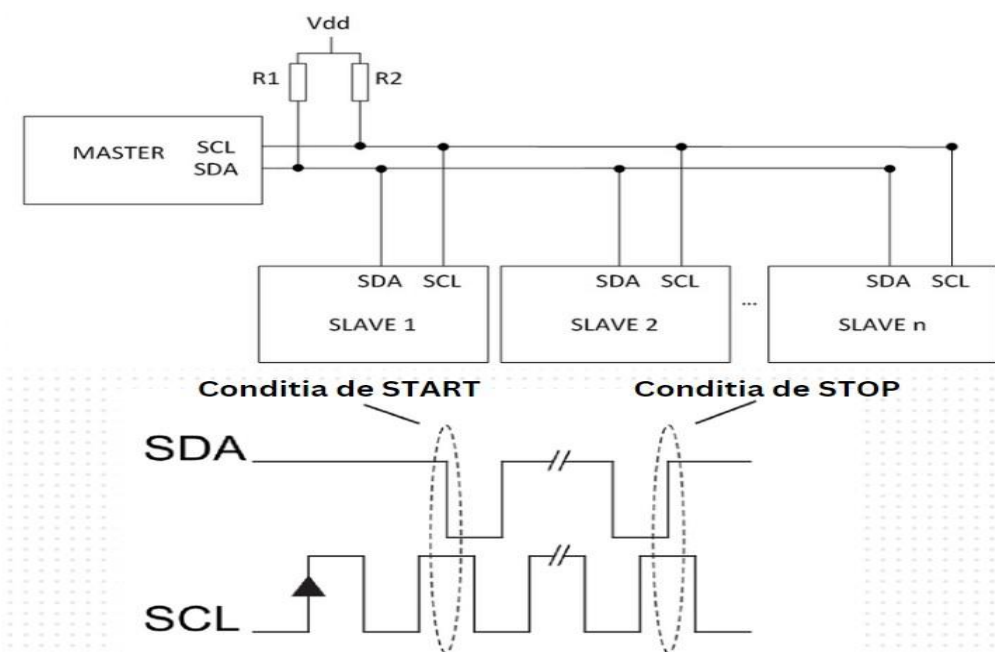 Vdd
R1 R2
MASTER SCL
SDA
SDA SCL
SLAVE 1
SDA SCL
SLAVE 2
...
SDA SCL
SLAVE n
Conditia de START
Conditia de STOP
SDA
SCL